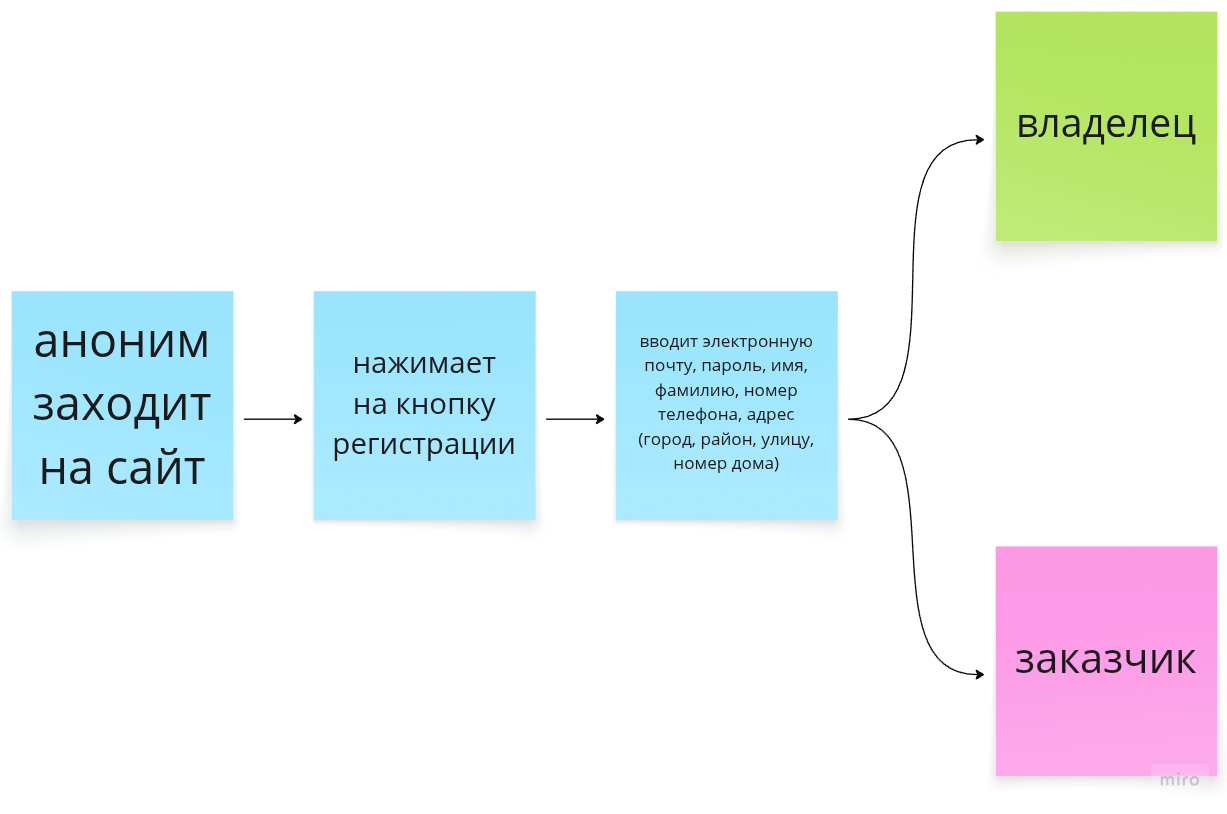 аноним
заходит
на сайт
нажимает
на кнопку
регистрации
вводит электронную
почту, пароль, имя,
фамилию, номер
телефона, адрес
(город, район, улицу,
номер дома)
владелец
заказчик
miro